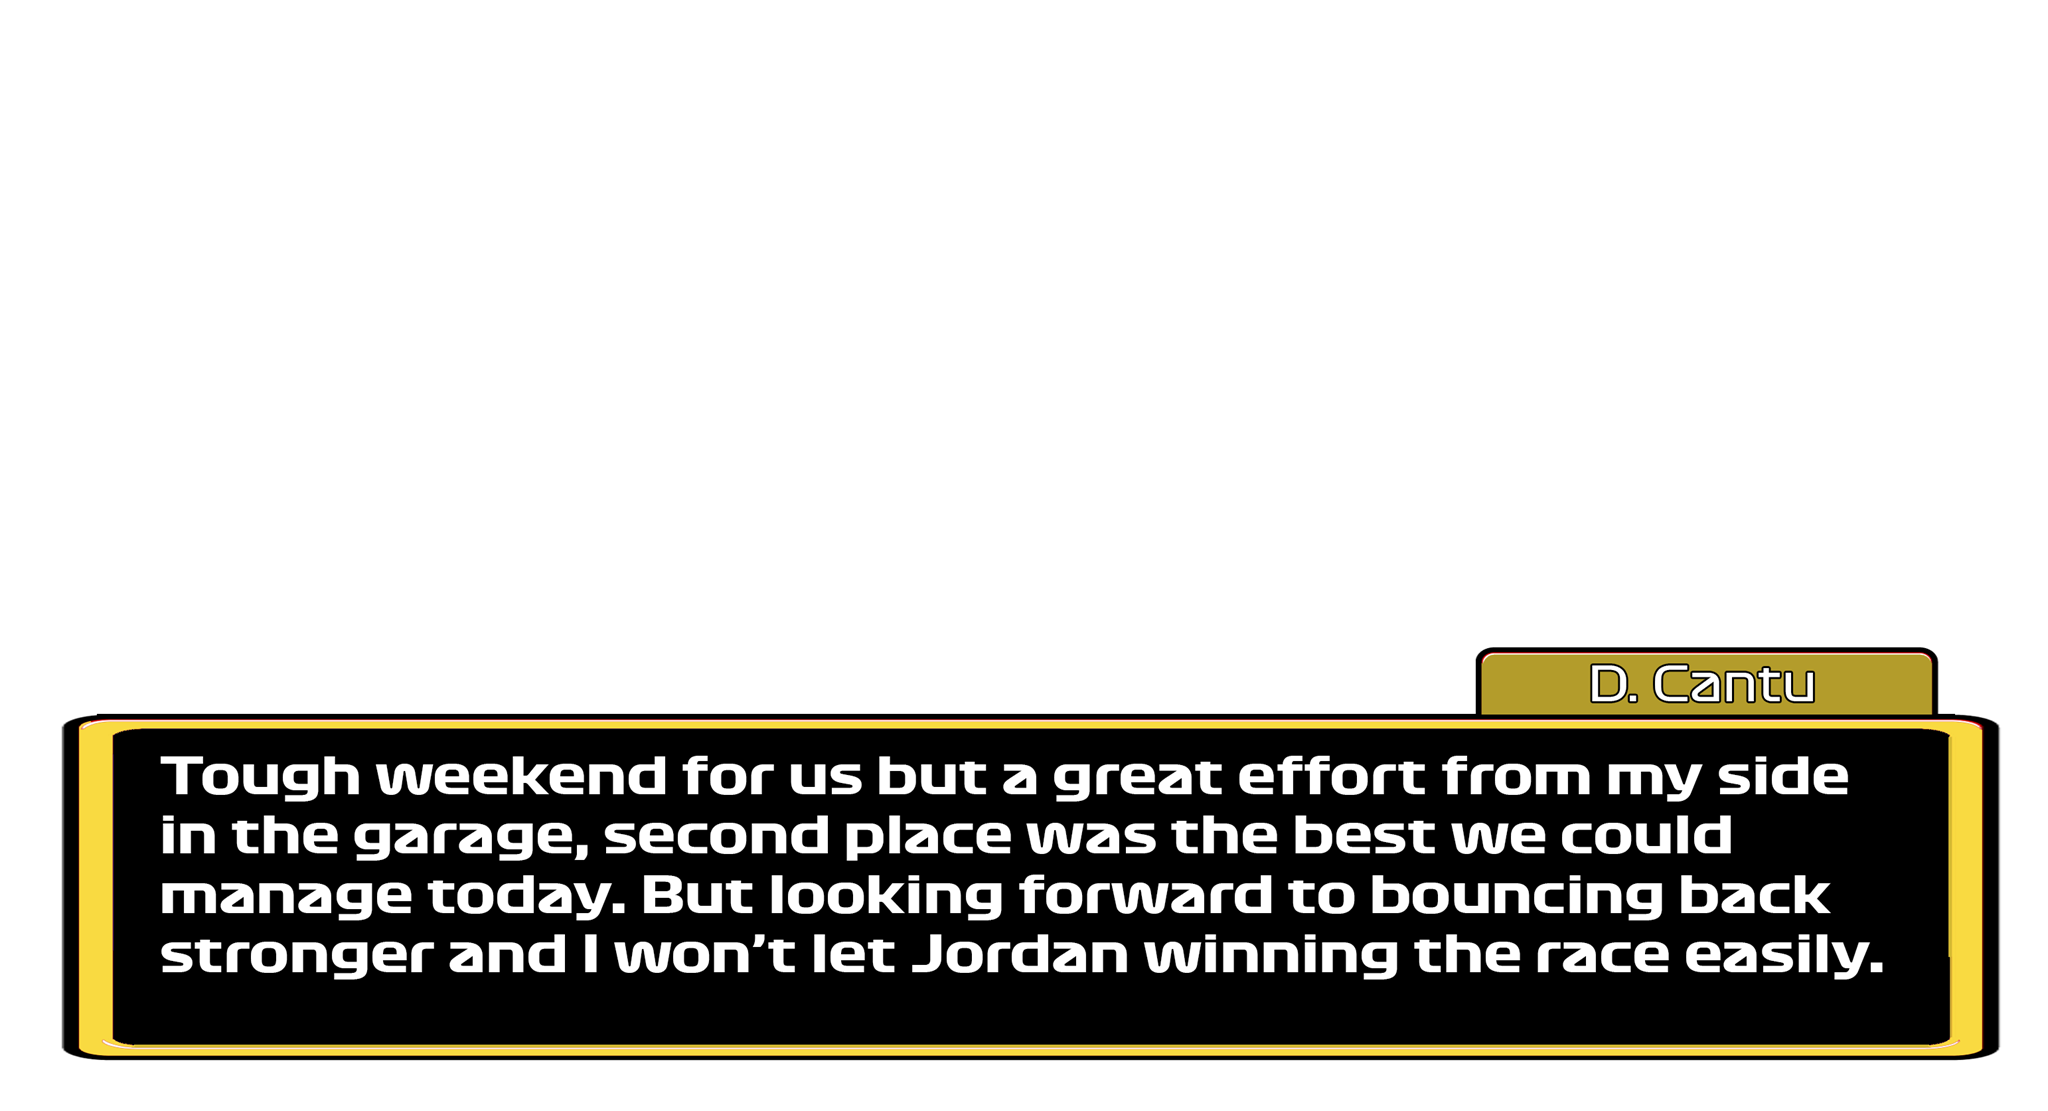 D. Cantu
Tough weekend for us but a great effort from my side
in the garage, second place was the best we could
manage today. But looking forward to bouncing back
stronger and I won’t let Jordan winning the race easily.